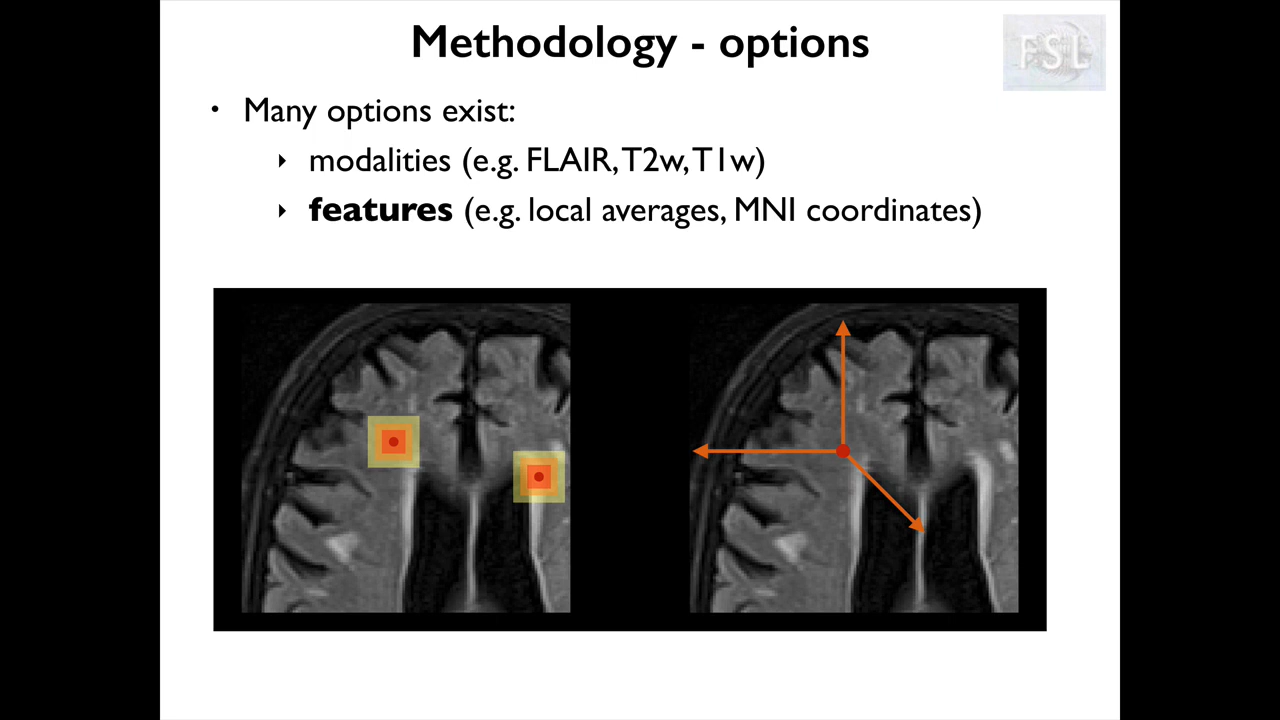 Methodology - options
FSL
• Many options exist:
‣ modalities (e.g. FLAIR, T2w, T1w)
‣ features (e.g. local averages, MNI coordinates)